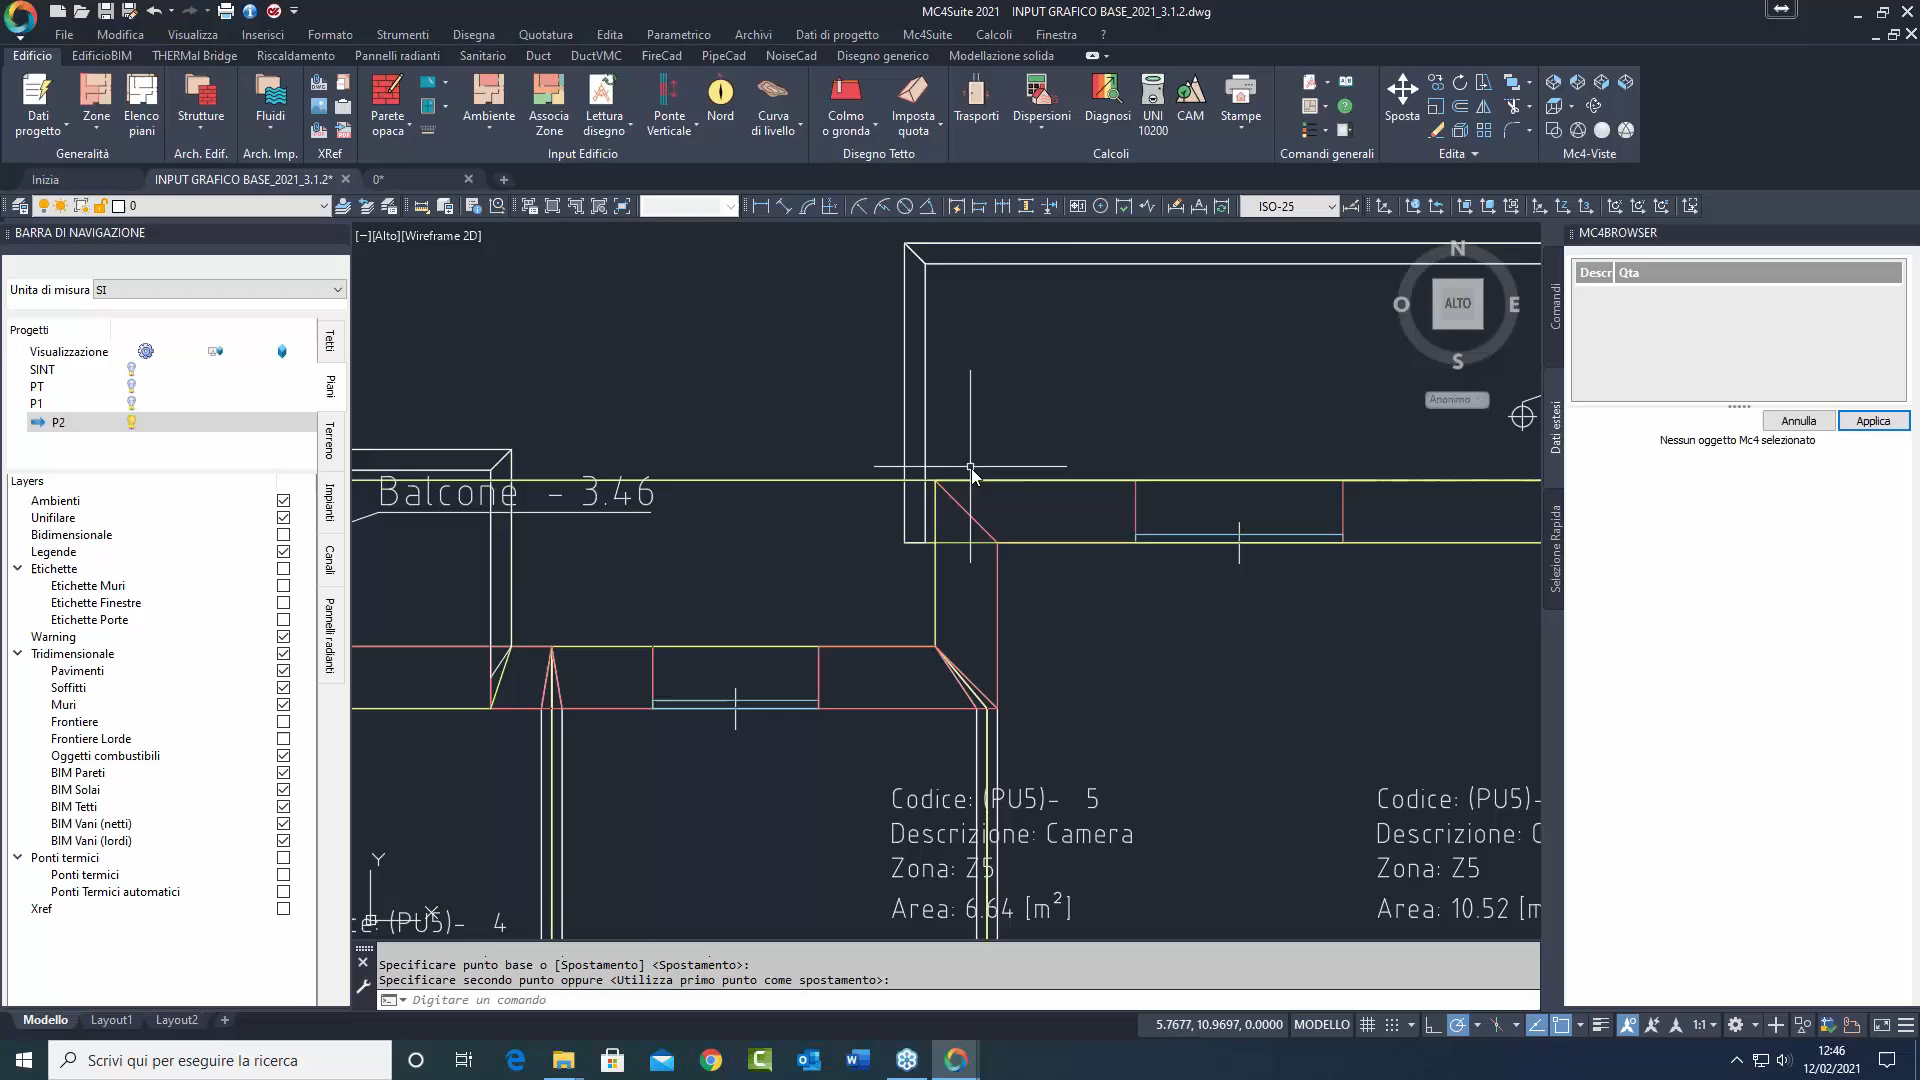 MC4Suite 2021 INPUT GRAFICO BASE_2021_3.1.2.dwg
File Modifica Visualizza Inserisci Formato Strumenti Disegna Quotatura Edita Parametrico Archivi Dati di progetto Mc4Suite Calcoli Finestra ?
Edificio EdificioBIM THERMal Bridge Riscaldamento Pannelli radianti Sanitario Duct DuctVMC FireCad PipeCad NoiseCad Disegno generico Modellazione solida
Dati progetto Zone Elenco piani Strutture Fluidi Parete opaca Ambiente Associa Zone Lettura disegno Ponte Verticale Nord Curva di livello Colmo o gronda Imposta quota Trasporti Dispersioni Diagnosi UNI 10200 CAM Stampe Sposta
Generalità Arch. Edif. Arch. Imp. XRef Input Edificio Disegno Tetto Calcoli Comandi generali Edita Mc4-Viste
Inizia INPUT GRAFICO BASE_2021_3.1.2* 0*
0 ISO-25
BARRA DI NAVIGAZIONE
[−][Alto][Wireframe 2D]
MC4BROWSER
Unita di misura SI
Progetti
Visualizzazione
SINT
PT
P1
P2
Tetti
Piani
Terreno
Impianti
Canali
Pannelli radianti
Layers
Ambienti
Unifilare
Bidimensionale
Legende
Etichette
Etichette Muri
Etichette Finestre
Etichette Porte
Warning
Tridimensionale
Pavimenti
Soffitti
Muri
Frontiere
Frontiere Lorde
Oggetti combustibili
BIM Pareti
BIM Solai
BIM Tetti
BIM Vani (netti)
BIM Vani (lordi)
Ponti termici
Ponti termici
Ponti Termici automatici
Xref
Balcone - 3.46
N
O ALTO E
S
Anonimo
Codice: (PU5)- 5
Descrizione: Camera
Zona: Z5
Area: 6.64 [m²]
Codice: (PU5)-
Descrizione: C
Zona: Z5
Area: 10.52 [m
Y
X
(PU5)- 4
Comandi
Dati estesi
Selezione Rapida
Descr Qta
Annulla Applica
Nessun oggetto Mc4 selezionato
Specificare punto base o [Spostamento] <Spostamento>:
Specificare secondo punto oppure <Utilizza primo punto come spostamento>:
Digitare un comando
Modello Layout1 Layout2 +
5.7677, 10.9697, 0.0000 MODELLO 1:1
Scrivi qui per eseguire la ricerca
12:46
12/02/2021